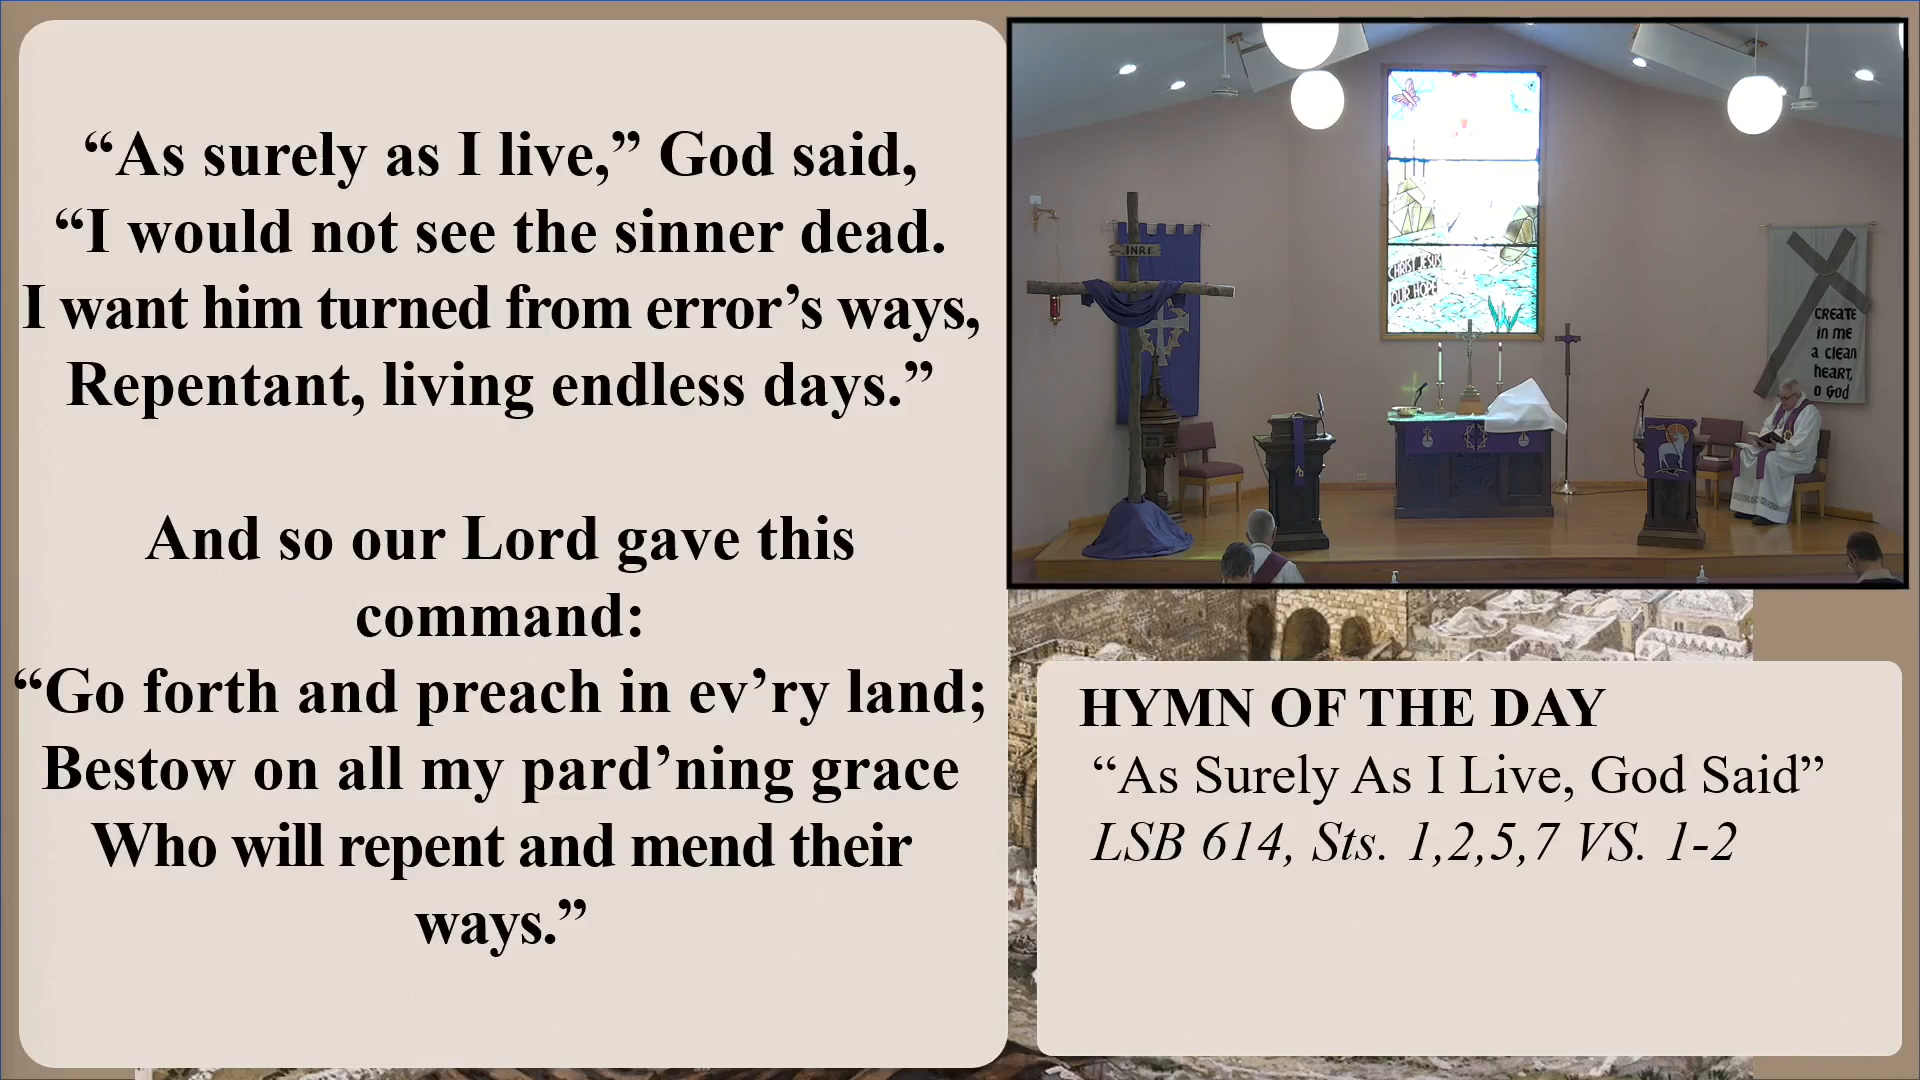 “As surely as I live,” God said,
“I would not see the sinner dead.
I want him turned from error’s ways,
Repentant, living endless days.”
And so our Lord gave this
command:
“Go forth and preach in ev’ry land;
Bestow on all my pard’ning grace
Who will repent and mend their
ways.”
INRI
CHRIST JESUS
OUR HOPE
CREATE
in me
a clean
heart,
o God
HYMN OF THE DAY
“As Surely As I Live, God Said”
LSB 614, Sts. 1,2,5,7 VS. 1-2